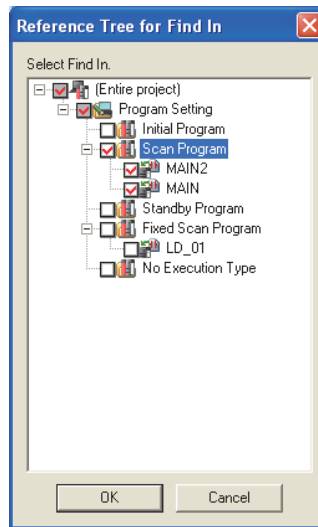 Reference Tree for Find In
Select Find In.
(Entire project)
Program Setting
Initial Program
Scan Program
MAIN2
MAIN
Standby Program
Fixed Scan Program
LD_01
No Execution Type
OK
Cancel